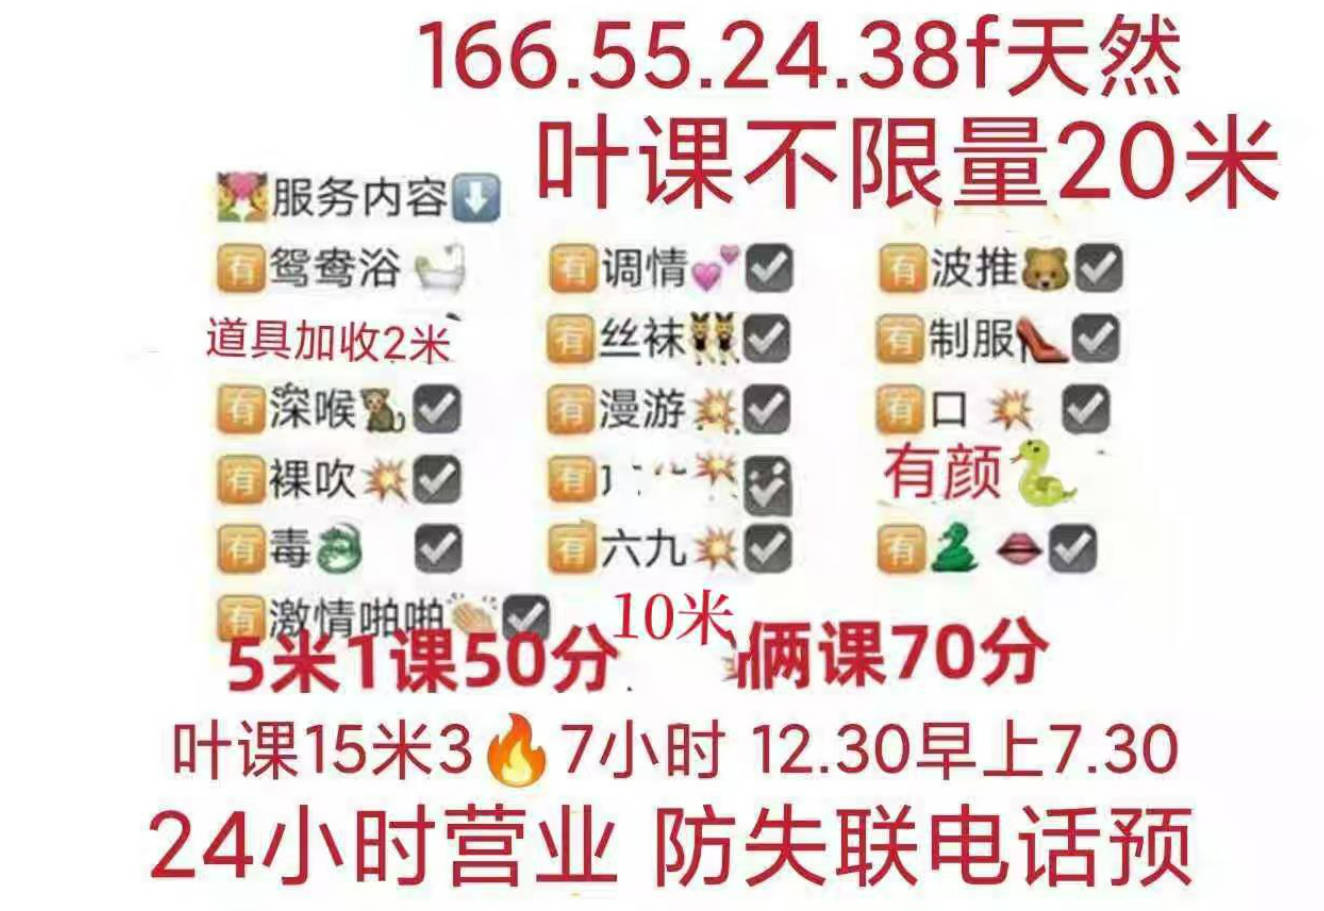 166.55.24.38f天然
叶课不限量20米
服务内容
有鸳鸯浴 有调情 有波推
道具加收2米 有丝袜 有制服
有深喉 有漫游 有口
有裸吹 有 有颜
有毒 有六九 有
有激情啪啪 10米
5米1课50分 俩课70分
叶课15米3🔥7小时 12.30早上7.30
24小时营业 防失联电话预